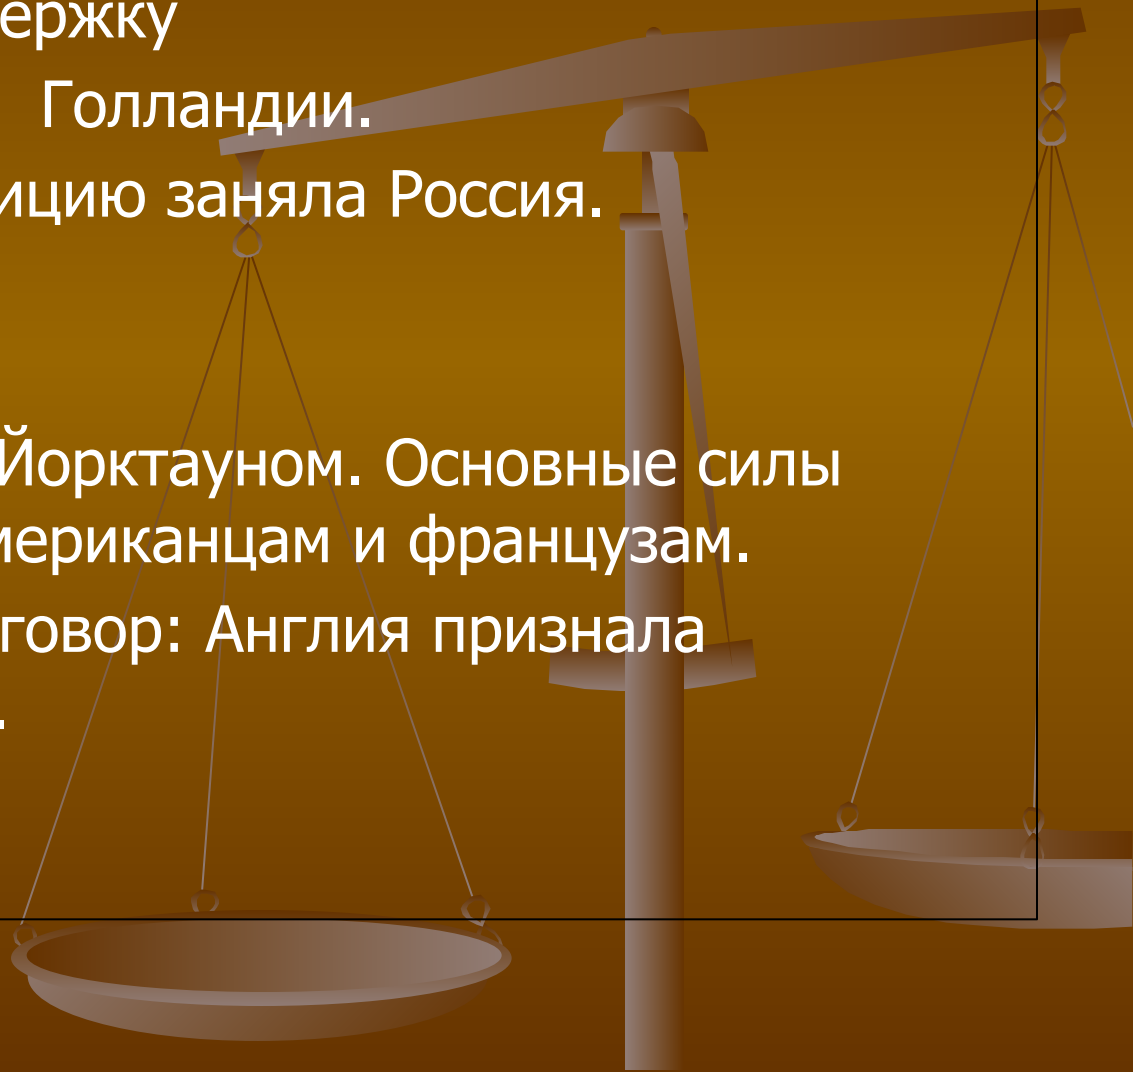 ержку
Голландии.
ицию заняла Россия.
Йорктауном. Основные силы
мериканцам и французам.
говор: Англия признала
.